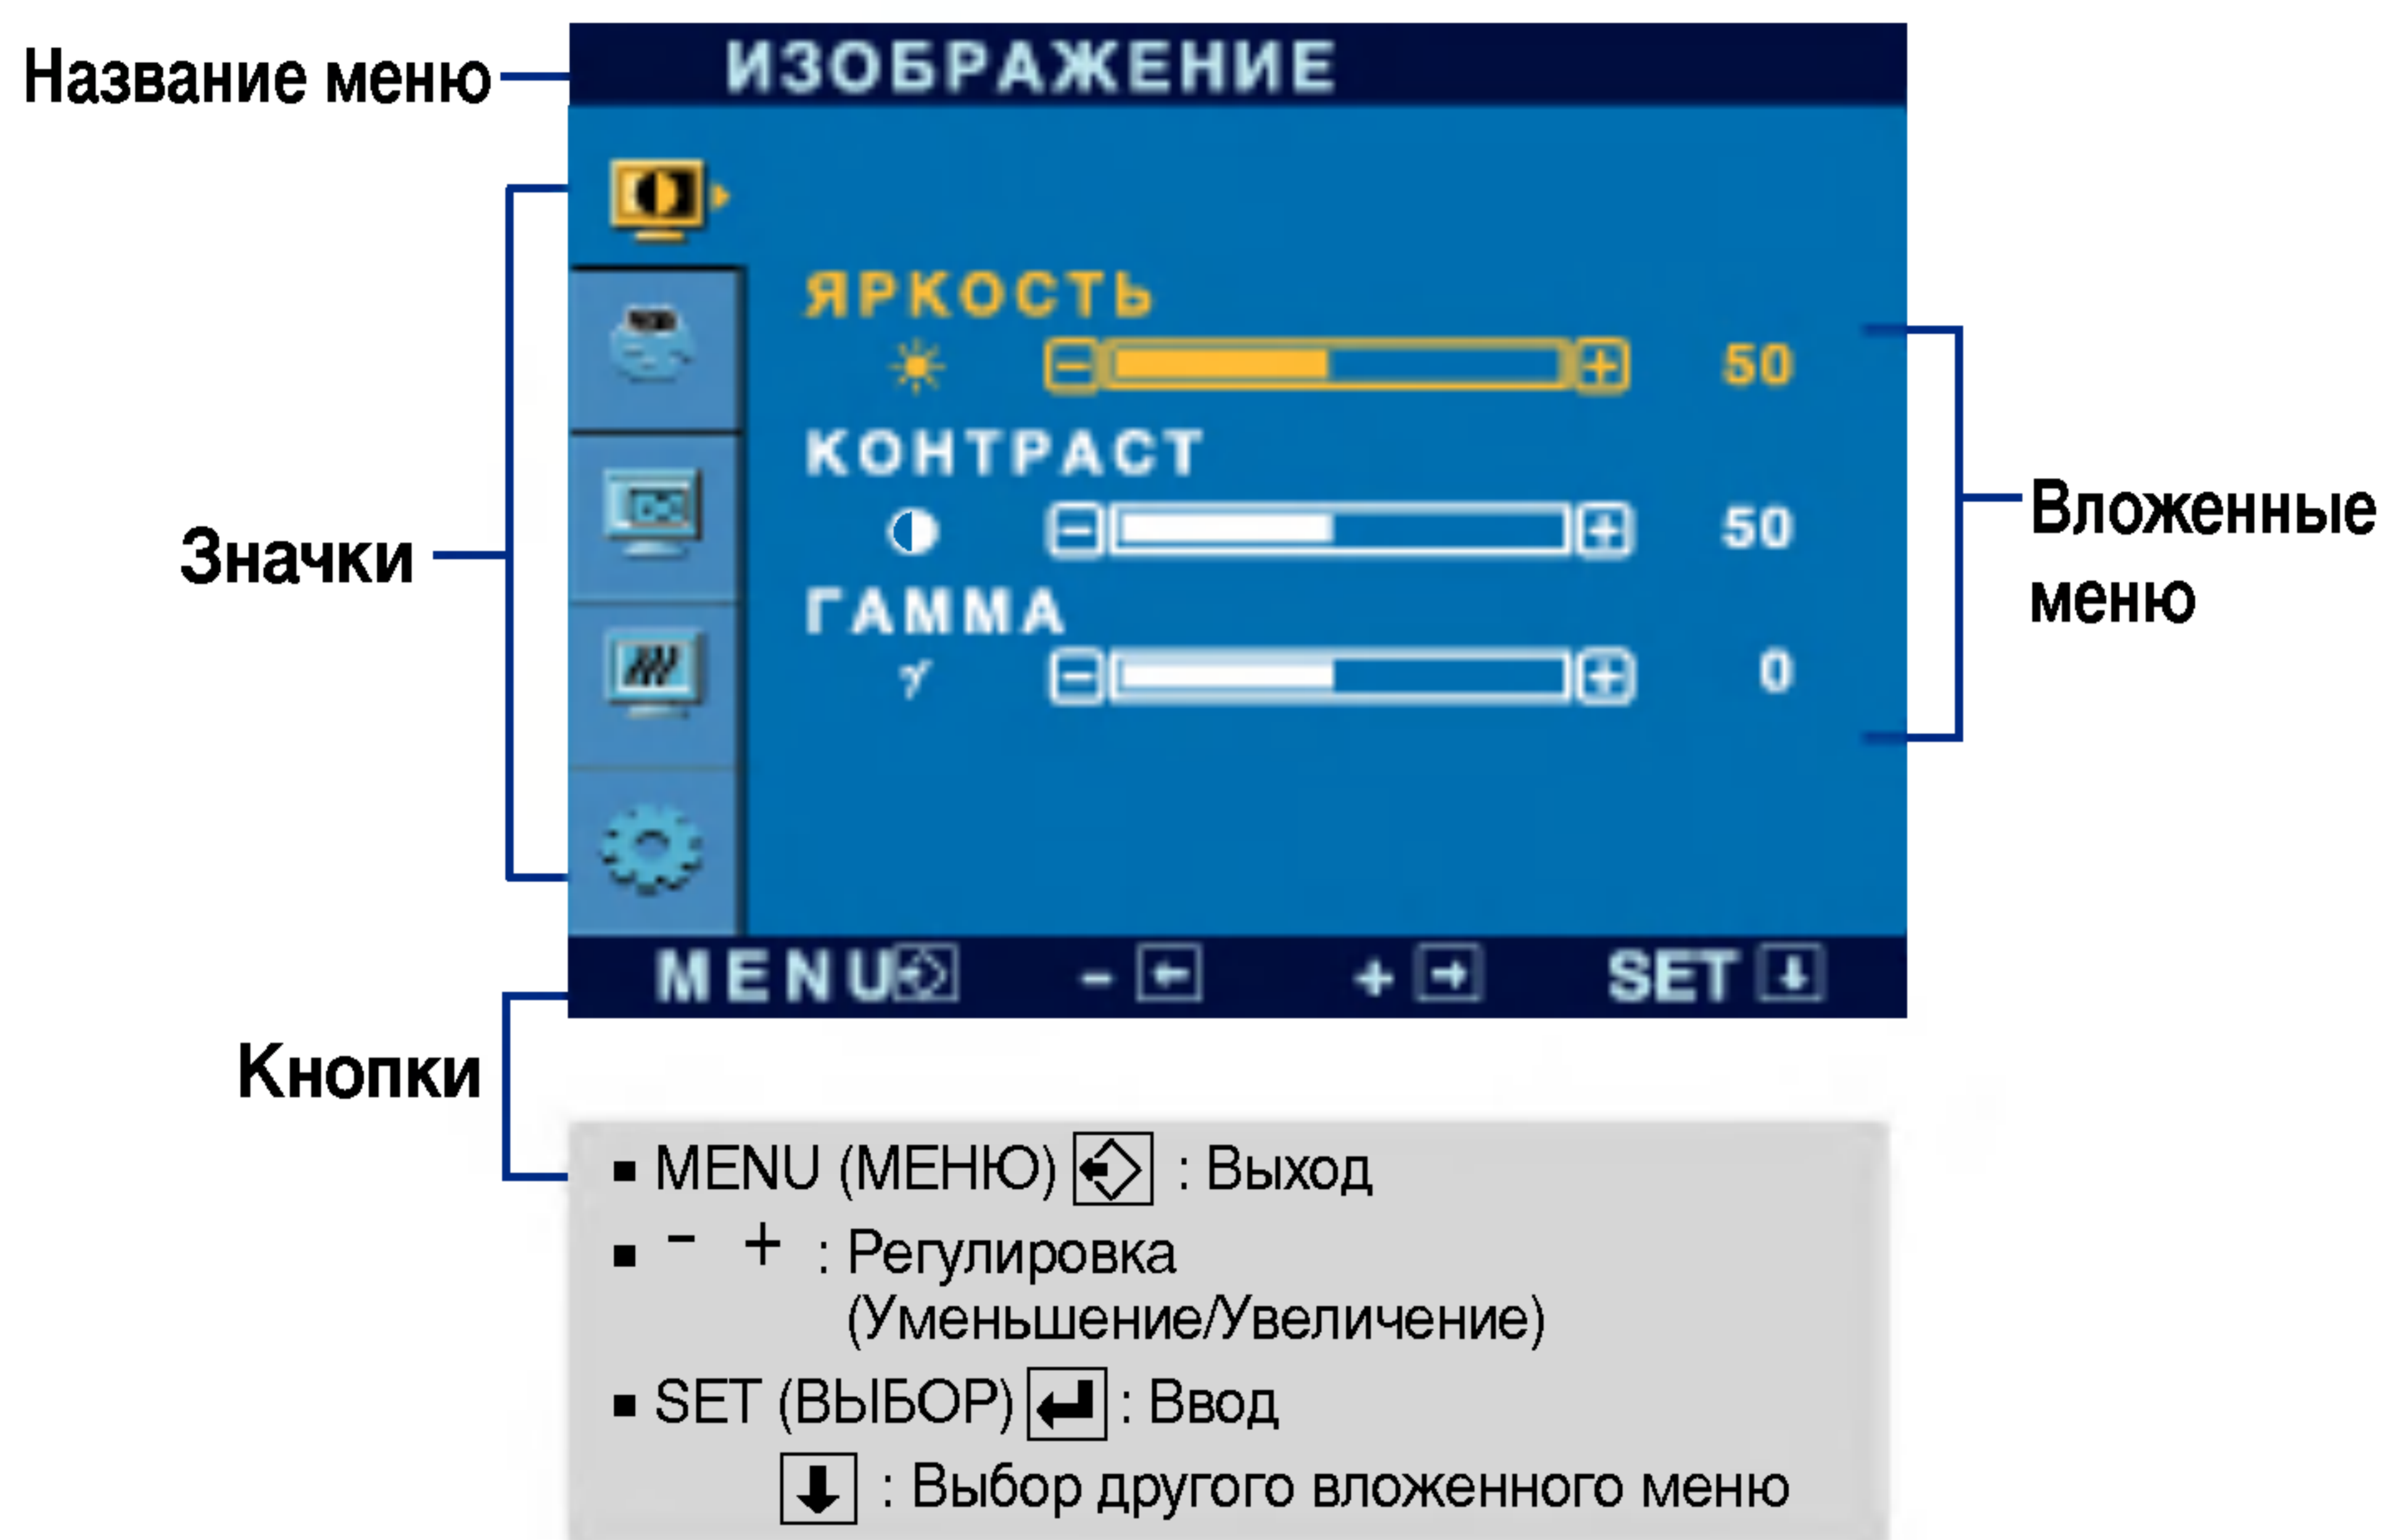 Название меню
ИЗОБРАЖЕНИЕ
ЯРКОСТЬ
50
КОНТРАСТ
50
ГАММА
γ 0
Значки
Вложенные
меню
MENU - + SET
Кнопки
▪ MENU (МЕНЮ) : Выход
▪ - + : Регулировка
(Уменьшение/Увеличение)
▪ SET (ВЫБОР) : Ввод
: Выбор другого вложенного меню